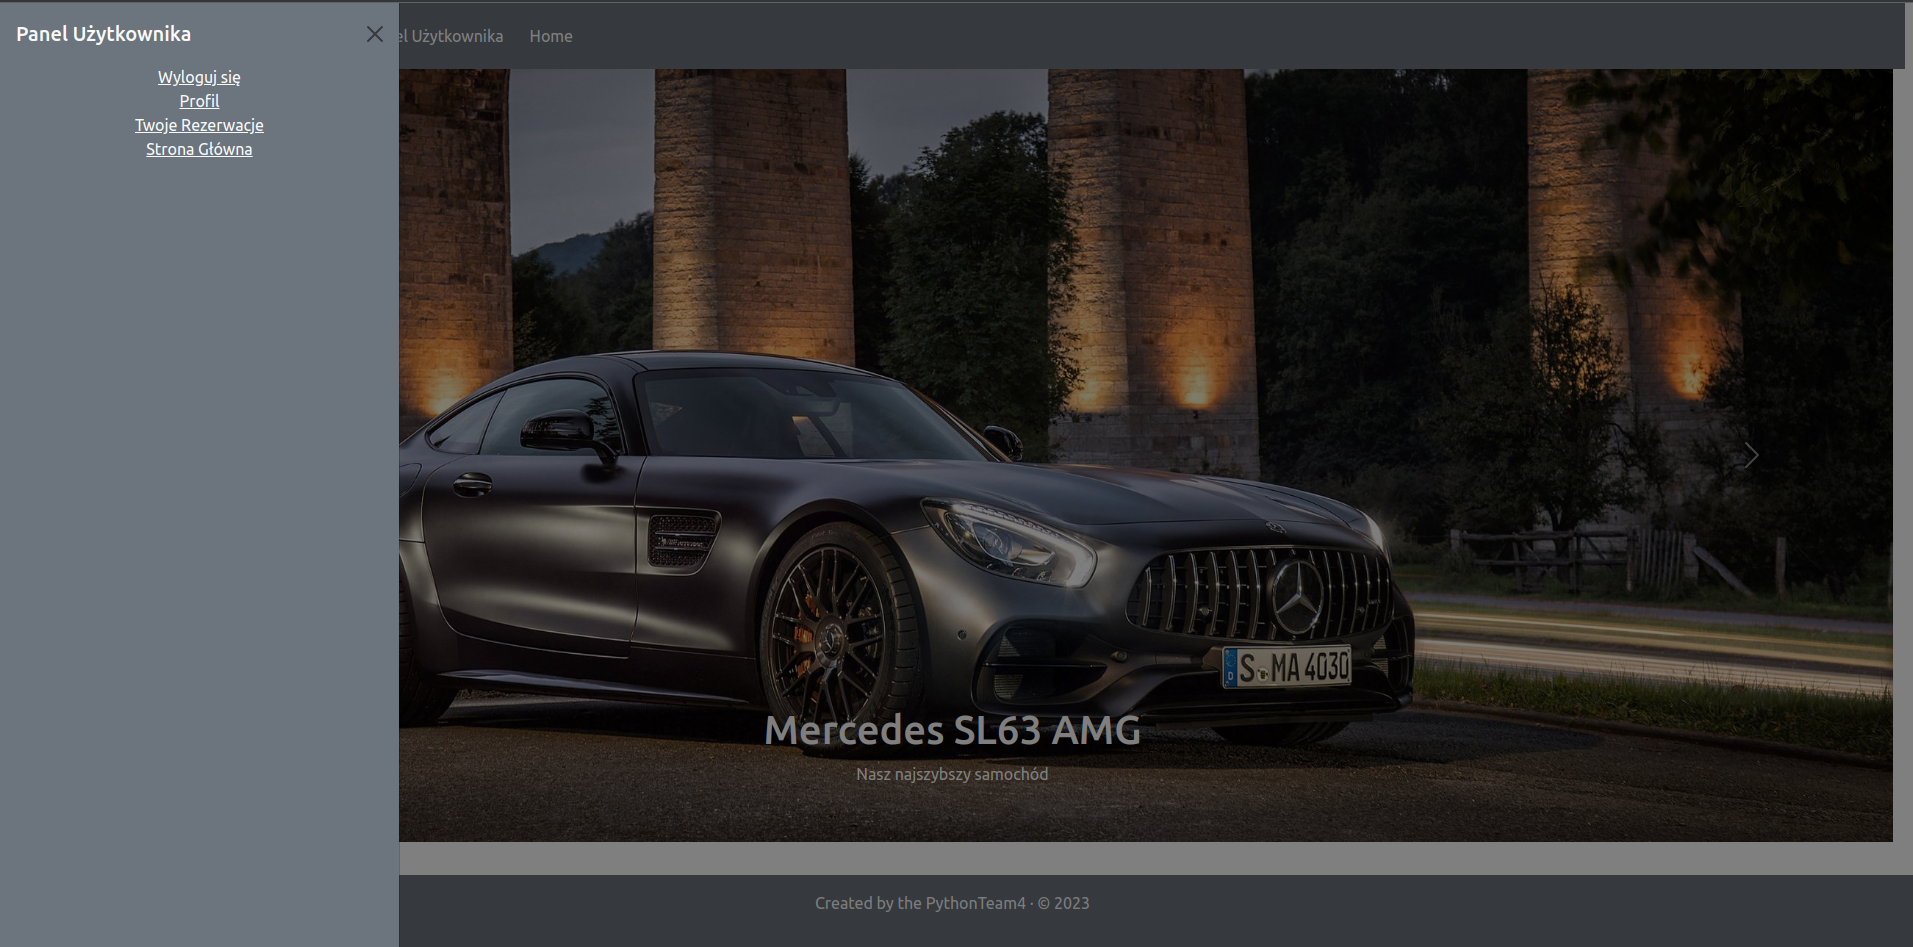 Panel Użytkownika
Wyloguj się
Profil
Twoje Rezerwacje
Strona Główna
el Użytkownika Home
S MA 4030
D
Mercedes SL63 AMG
Nasz najszybszy samochód
Created by the PythonTeam4 · © 2023